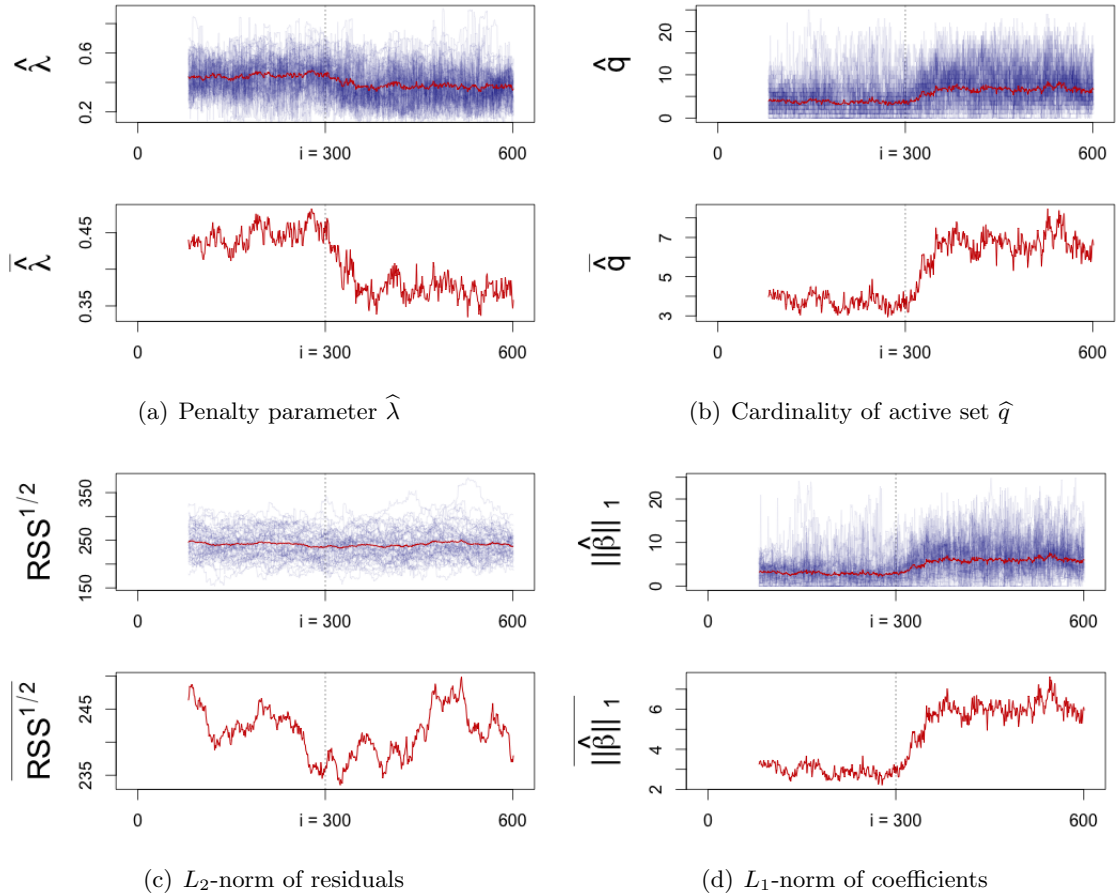 λ̂
0.2
0.6
0
i = 300
600
q̂
0
10
20
0
i = 300
600
λ̂̅
0.35
0.45
0
i = 300
600
q̂̅
3
5
7
0
i = 300
600
(a) Penalty parameter λ̂
(b) Cardinality of active set q̂
RSS^{1/2}
150
250
350
0
i = 300
600
||β̂||₁
0
10
20
0
i = 300
600
RSS^{1/2}
235
245
0
i = 300
600
||β̂||₁
2
4
6
0
i = 300
600
(c) L₂-norm of residuals
(d) L₁-norm of coefficients